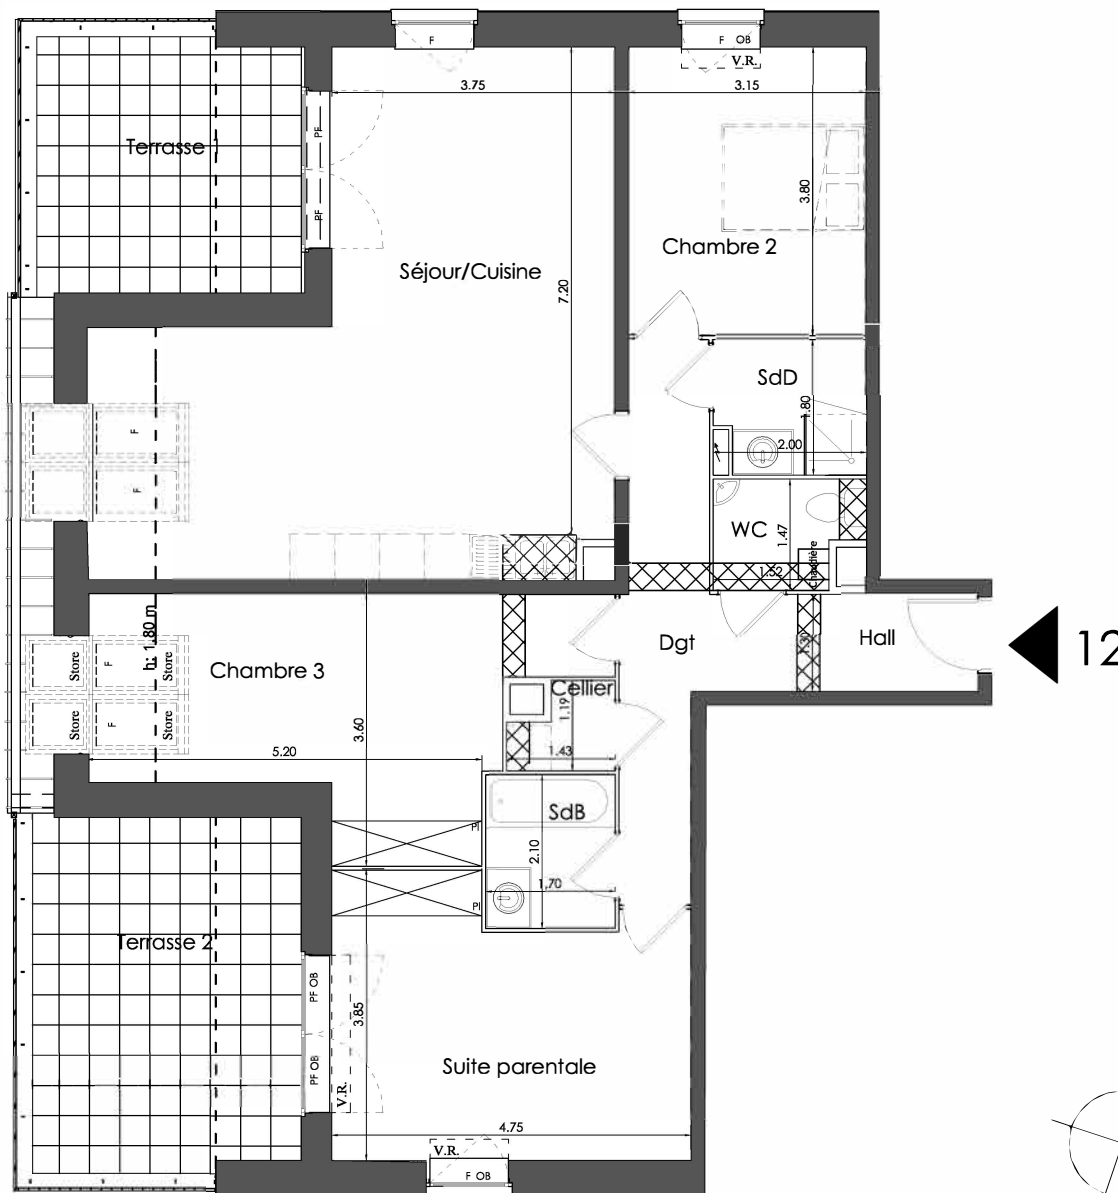 F
F OB
V.R.
3.75
3.15
Terrasse 1
PF
PF
3.80
Chambre 2
Séjour/Cuisine
7.20
SdD
1.80
2.00
F
F
WC
1.47
Chaudière
1.52
h: 1.80 m
Store
F
Store
Chambre 3
Dgt
1.30
Hall
12
Cellier
1.19
Store
F
Store
3.60
5.20
1.43
SdB
Pl
2.10
1.70
Pl
Terrasse 2
PF OB
3.85
PF OB
V.R.
Suite parentale
4.75
V.R.
F OB